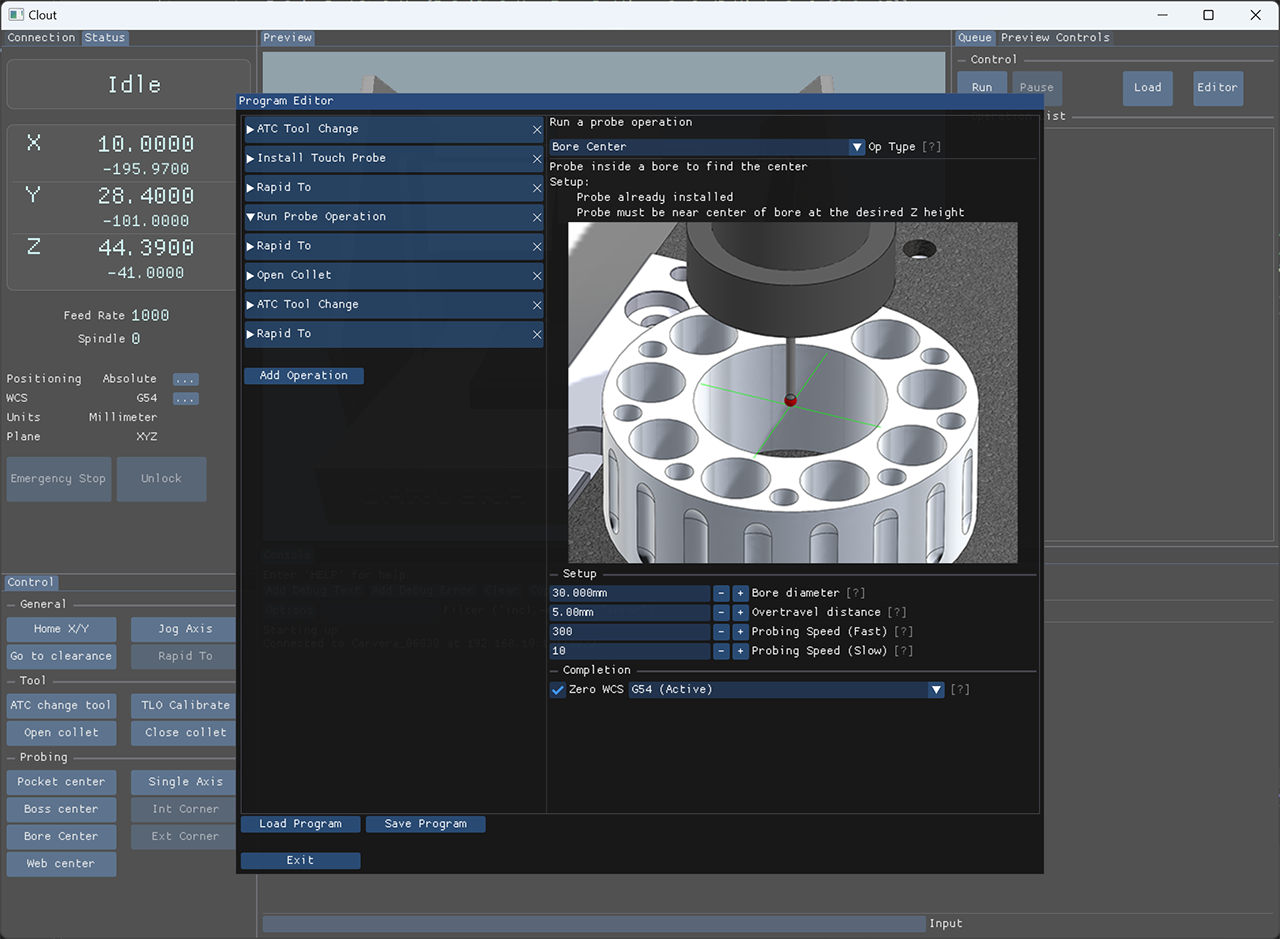 Clout
Connection Status
Preview
Queue Preview Controls
Idle
X 10.0000
-195.9700
Y 28.4000
-101.0000
Z 44.3900
-41.0000
Feed Rate 1000
Spindle 0
Positioning Absolute ...
WCS G54 ...
Units Millimeter
Plane XYZ
Emergency Stop Unlock
Control
General
Home X/Y Jog Axis
Go to clearance Rapid To
Tool
ATC change tool TLO Calibrate
Open collet Close collet
Probing
Pocket center Single Axis
Boss center Int Corner
Bore Center Ext Corner
Web center
Program Editor
ATC Tool Change
Install Touch Probe
Rapid To
Run Probe Operation
Rapid To
Open Collet
ATC Tool Change
Rapid To
Add Operation
Run a probe operation
Bore Center Op Type [?]
Probe inside a bore to find the center
Setup:
Probe already installed
Probe must be near center of bore at the desired Z height
Setup
30.000mm - + Bore diameter [?]
5.00mm - + Overtravel distance [?]
300 - + Probing Speed (Fast) [?]
10 - + Probing Speed (Slow) [?]
Completion
Zero WCS G54 (Active) [?]
Load Program Save Program
Exit
Control
Run Pause Load Editor
Console
Enter 'HELP' for help
Options
Starting up
Input